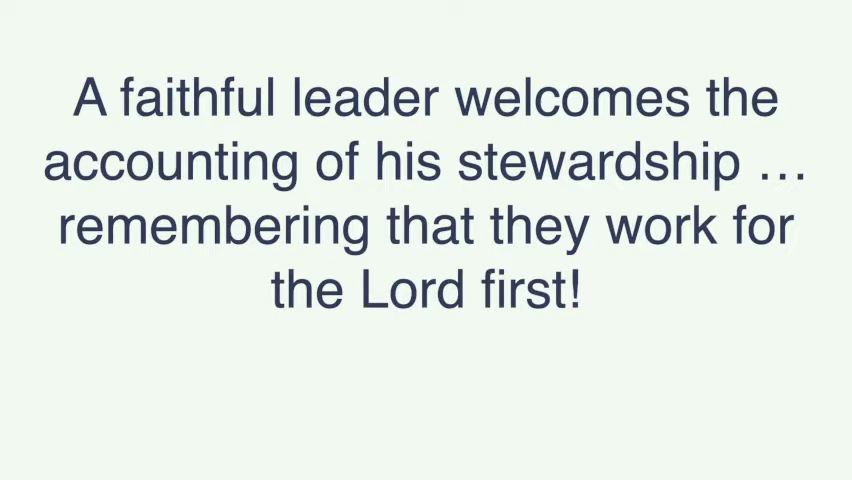 A faithful leader welcomes the
accounting of his stewardship …
remembering that they work for
the Lord first!